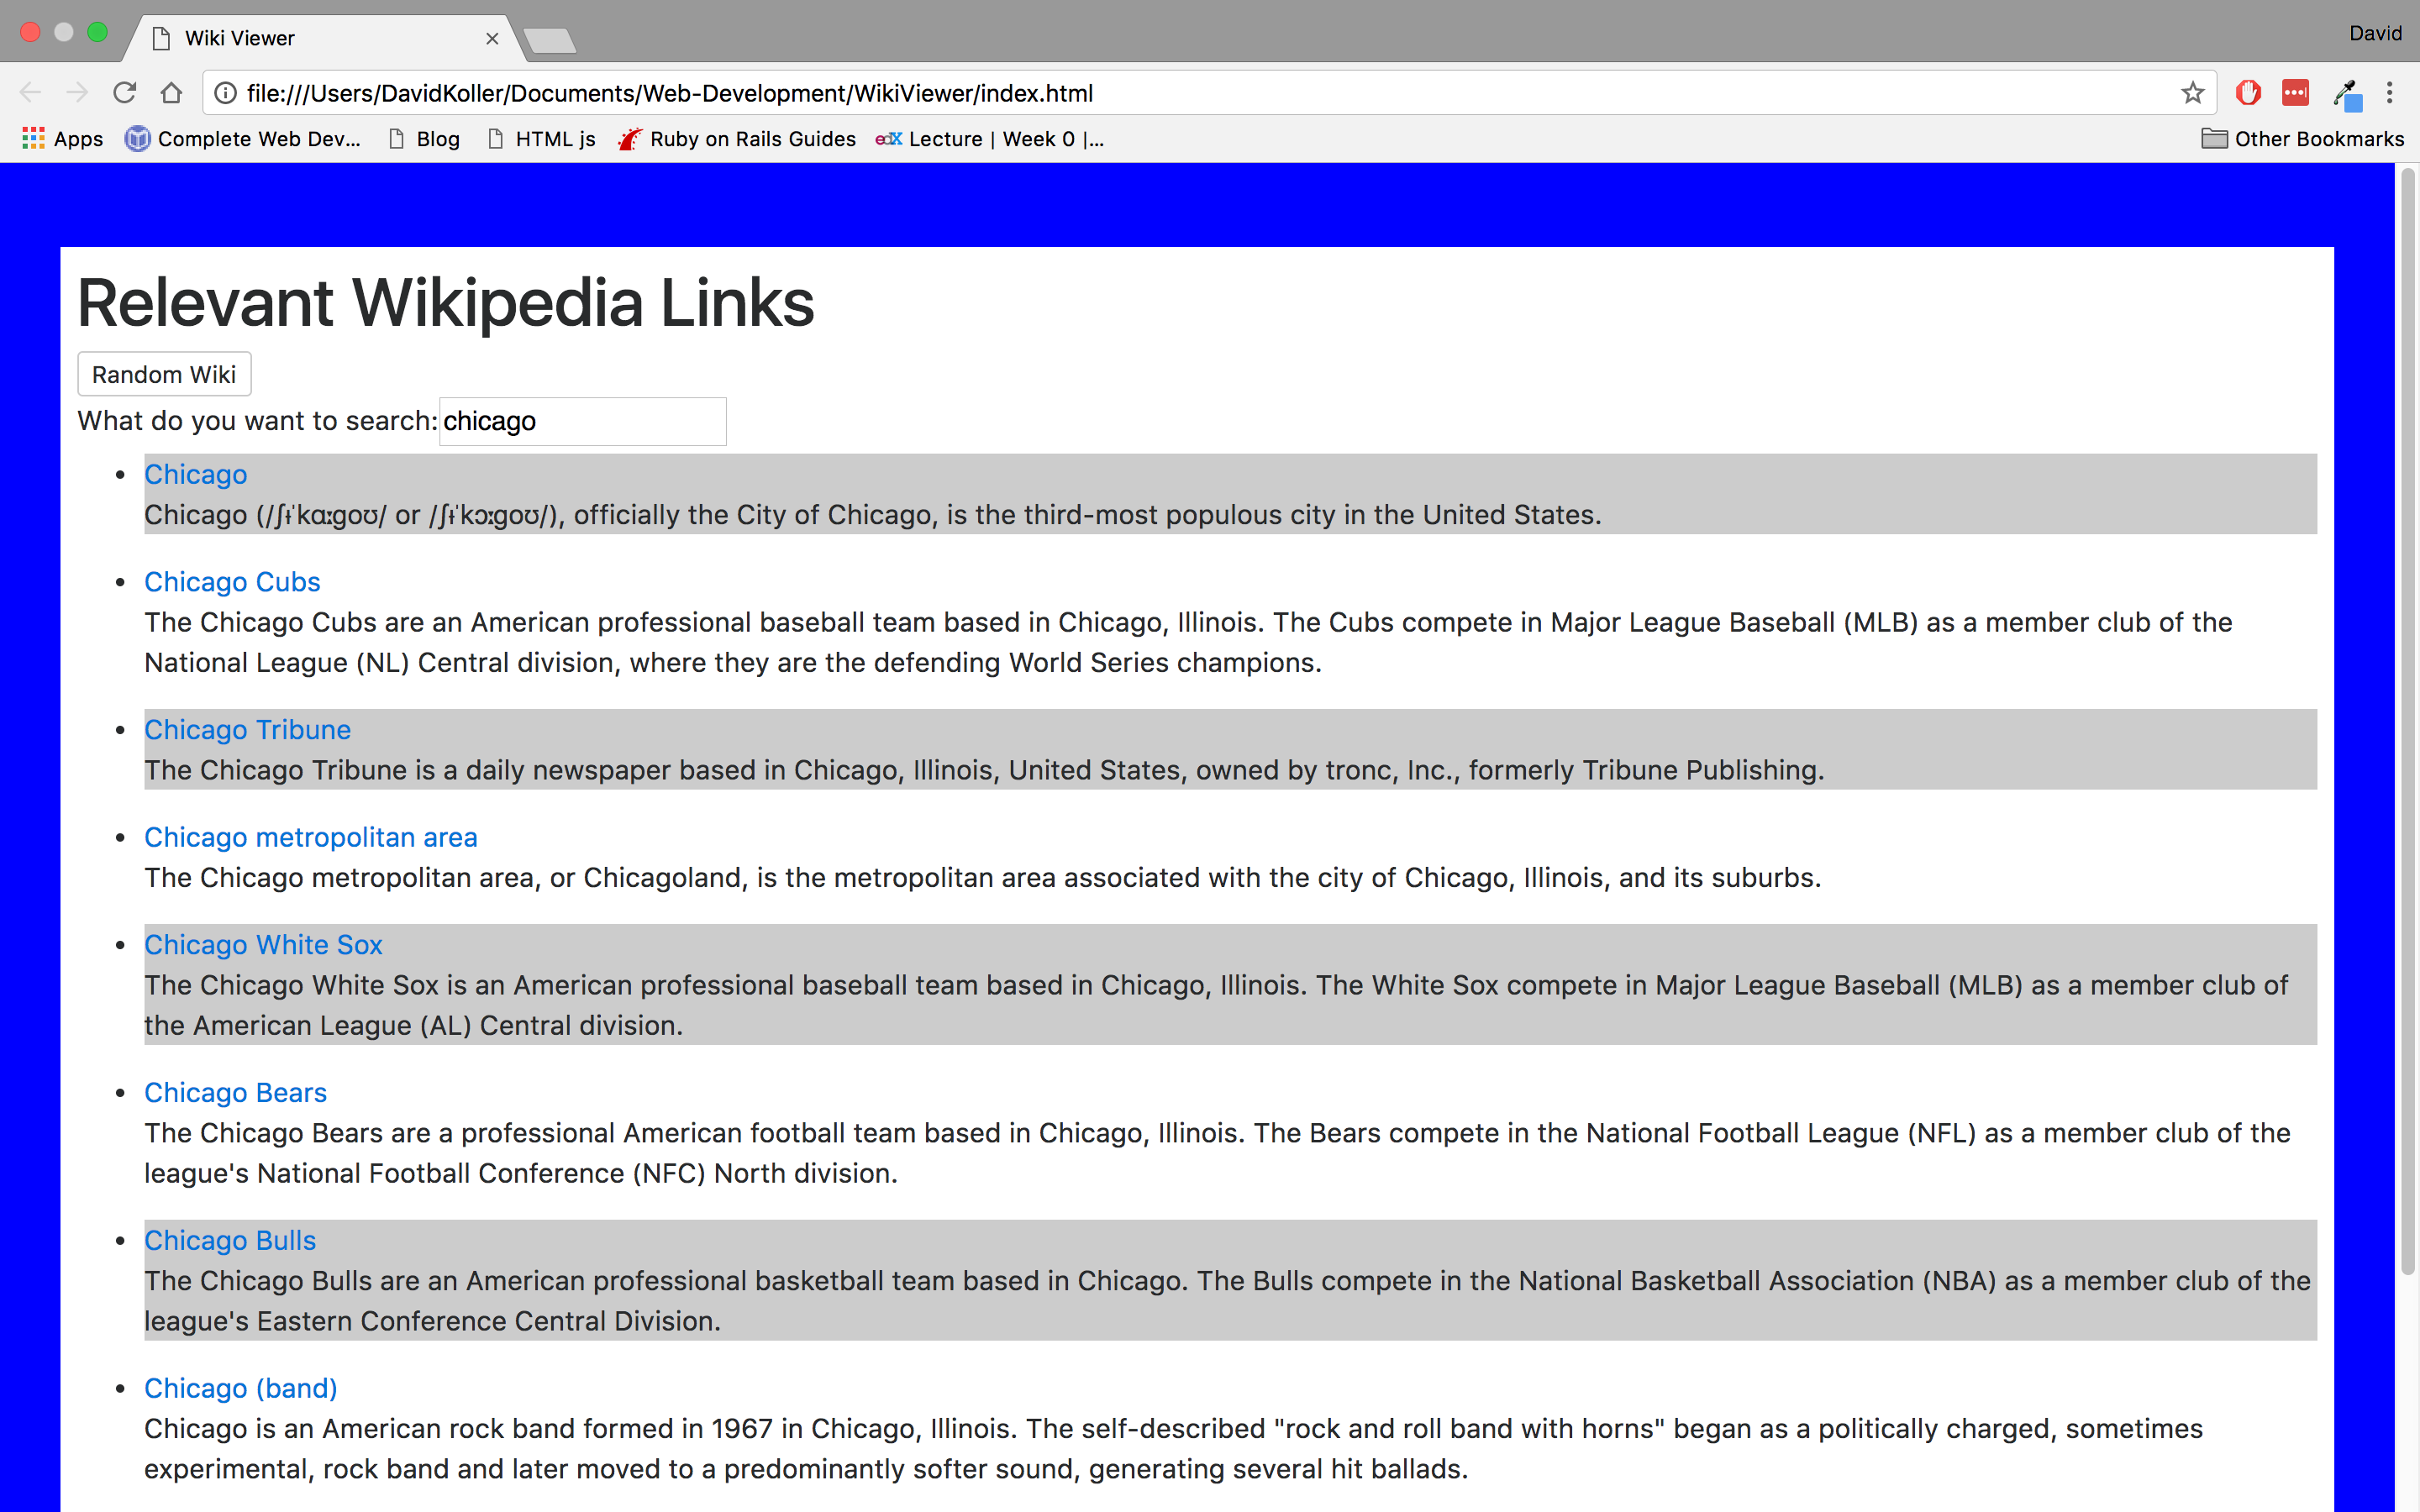 Wiki Viewer
David
file:///Users/DavidKoller/Documents/Web-Development/WikiViewer/index.html
Apps Complete Web Dev... Blog HTML js Ruby on Rails Guides edX Lecture | Week 0 |... Other Bookmarks
Relevant Wikipedia Links
Random Wiki
What do you want to search: chicago
• Chicago
Chicago (/ʃɨˈkɑːɡoʊ/ or /ʃɨˈkɔːɡoʊ/), officially the City of Chicago, is the third-most populous city in the United States.
• Chicago Cubs
The Chicago Cubs are an American professional baseball team based in Chicago, Illinois. The Cubs compete in Major League Baseball (MLB) as a member club of the
National League (NL) Central division, where they are the defending World Series champions.
• Chicago Tribune
The Chicago Tribune is a daily newspaper based in Chicago, Illinois, United States, owned by tronc, Inc., formerly Tribune Publishing.
• Chicago metropolitan area
The Chicago metropolitan area, or Chicagoland, is the metropolitan area associated with the city of Chicago, Illinois, and its suburbs.
• Chicago White Sox
The Chicago White Sox is an American professional baseball team based in Chicago, Illinois. The White Sox compete in Major League Baseball (MLB) as a member club of
the American League (AL) Central division.
• Chicago Bears
The Chicago Bears are a professional American football team based in Chicago, Illinois. The Bears compete in the National Football League (NFL) as a member club of the
league's National Football Conference (NFC) North division.
• Chicago Bulls
The Chicago Bulls are an American professional basketball team based in Chicago. The Bulls compete in the National Basketball Association (NBA) as a member club of the
league's Eastern Conference Central Division.
• Chicago (band)
Chicago is an American rock band formed in 1967 in Chicago, Illinois. The self-described "rock and roll band with horns" began as a politically charged, sometimes
experimental, rock band and later moved to a predominantly softer sound, generating several hit ballads.